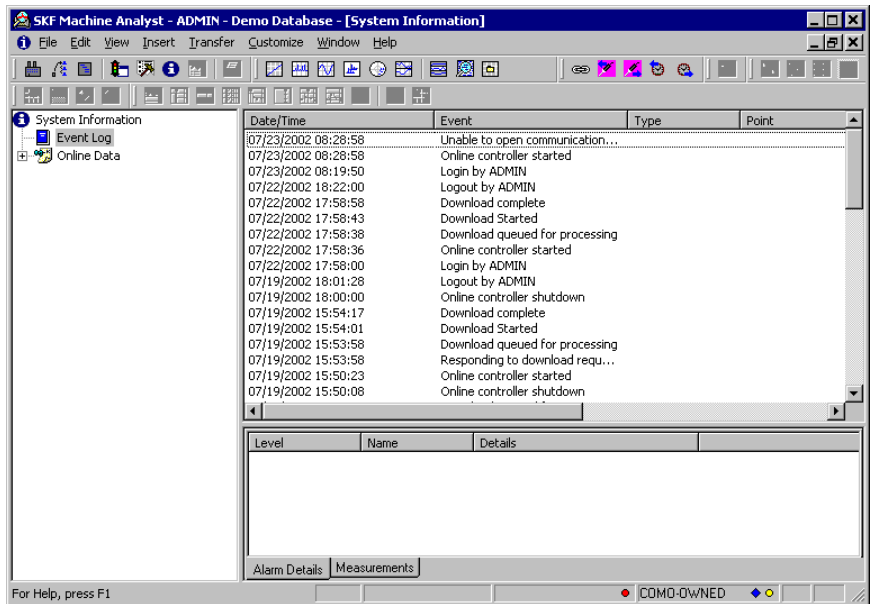 SKF Machine Analyst - ADMIN - Demo Database - [System Information]
File Edit View Insert Transfer Customize Window Help
System Information
Event Log
Online Data
Date/Time Event Type Point
07/23/2002 08:28:58 Unable to open communication...
07/23/2002 08:28:58 Online controller started
07/23/2002 08:19:50 Login by ADMIN
07/22/2002 18:22:00 Logout by ADMIN
07/22/2002 17:58:58 Download complete
07/22/2002 17:58:43 Download Started
07/22/2002 17:58:38 Download queued for processing
07/22/2002 17:58:36 Online controller started
07/22/2002 17:58:00 Login by ADMIN
07/19/2002 18:01:28 Logout by ADMIN
07/19/2002 18:00:00 Online controller shutdown
07/19/2002 15:54:17 Download complete
07/19/2002 15:54:01 Download Started
07/19/2002 15:53:58 Download queued for processing
07/19/2002 15:53:58 Responding to download requ...
07/19/2002 15:50:23 Online controller started
07/19/2002 15:50:08 Online controller shutdown
Level Name Details
Alarm Details Measurements
For Help, press F1 COMO-OWNED